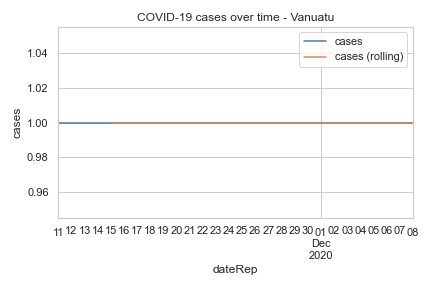 COVID-19 cases over time - Vanuatu
cases
cases (rolling)
1.04
1.02
1.00
0.98
0.96
cases
11 12 13 14 15 16 17 18 19 20 21 22 23 24 25 26 27 28 29 30 01 02 03 04 05 06 07 08
Dec
2020
dateRep